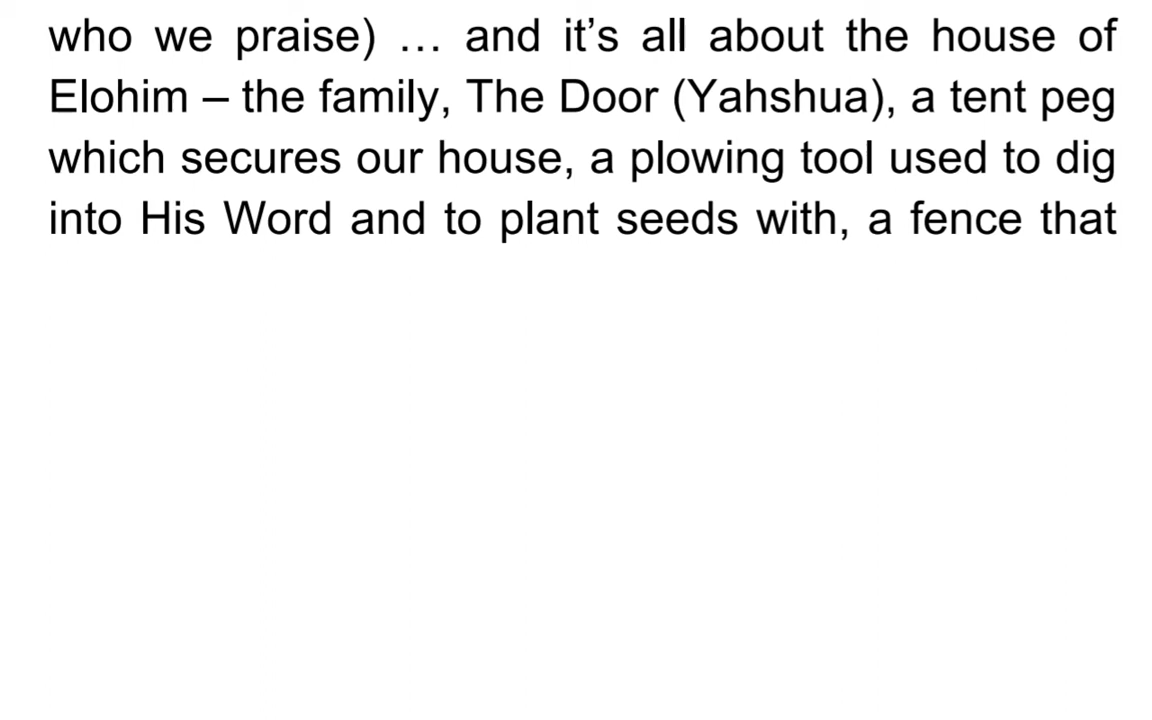 who we praise) … and it’s all about the house of
Elohim – the family, The Door (Yahshua), a tent peg
which secures our house, a plowing tool used to dig
into His Word and to plant seeds with, a fence that